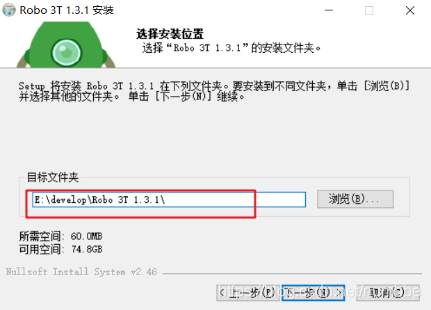 Robo 3T 1.3.1 安装
选择安装位置
选择“Robo 3T 1.3.1”的安装文件夹。
Setup 将安装 Robo 3T 1.3.1 在下列文件夹。要安装到不同文件夹，单击 [浏览(B)]
并选择其他的文件夹。 单击 [下一步(N)] 继续。
目标文件夹
E:\develop\Robo 3T 1.3.1\
浏览(B)...
所需空间: 60.0MB
可用空间: 74.8GB
Nullsoft Install System v2.46
< 上一步(P) 下一步(N) > 取消(C)